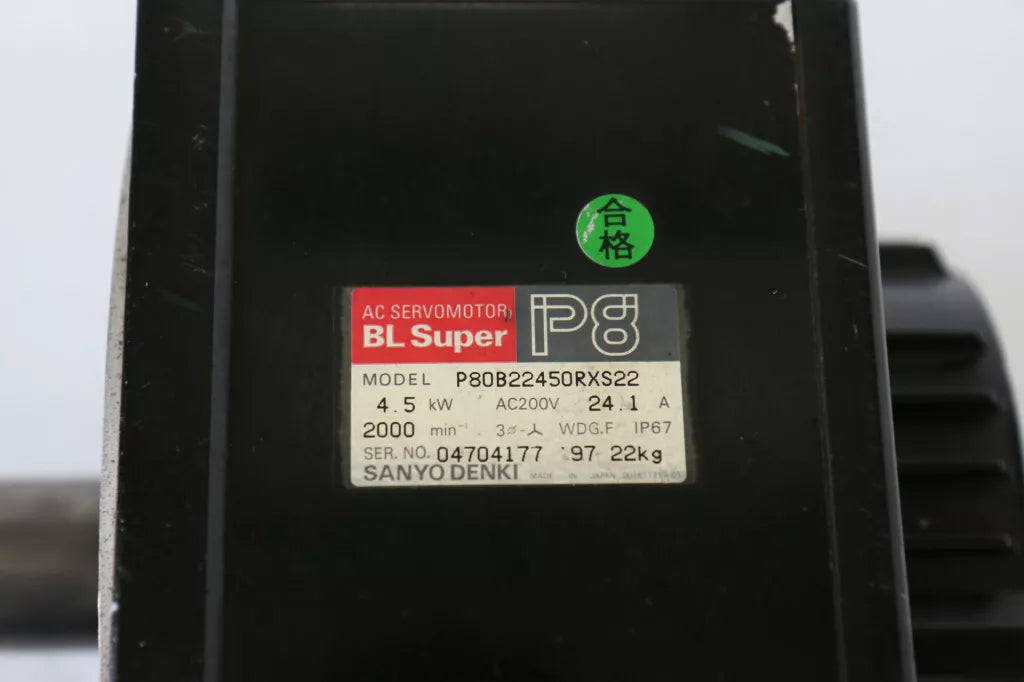 合
格
AC SERVOMOTOR
BL Super
P8
MODEL P80B22450RXS22
4.5 kW AC200V 24.1 A
2000 min⁻¹ 3⌀-⅄ WDG.F IP67
SER. NO. 04704177 '97 22kg
SANYO DENKI MADE IN JAPAN